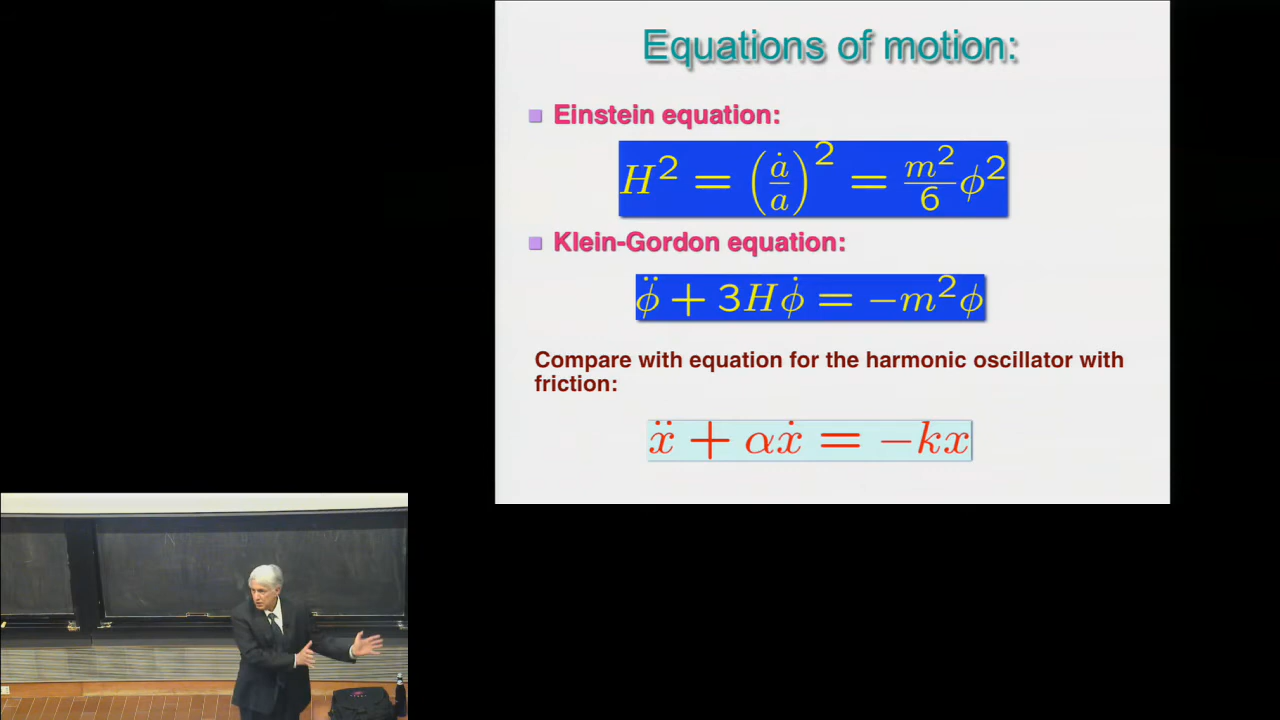 Equations of motion:
Einstein equation:
H² = (ȧ/a)² = m²/6 ϕ²
Klein-Gordon equation:
ϕ̈ + 3Hϕ̇ = −m²ϕ
Compare with equation for the harmonic oscillator with
friction:
ẍ + αẋ = −kx